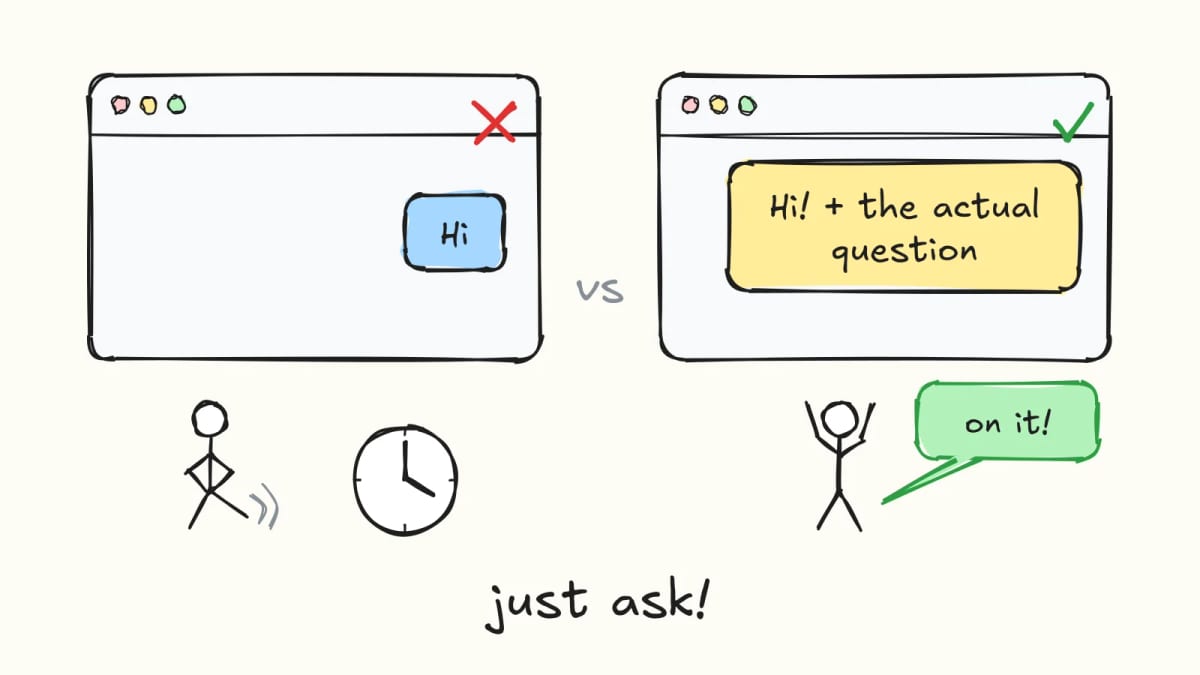 Hi
vs
Hi! + the actual
question
on it!
just ask!